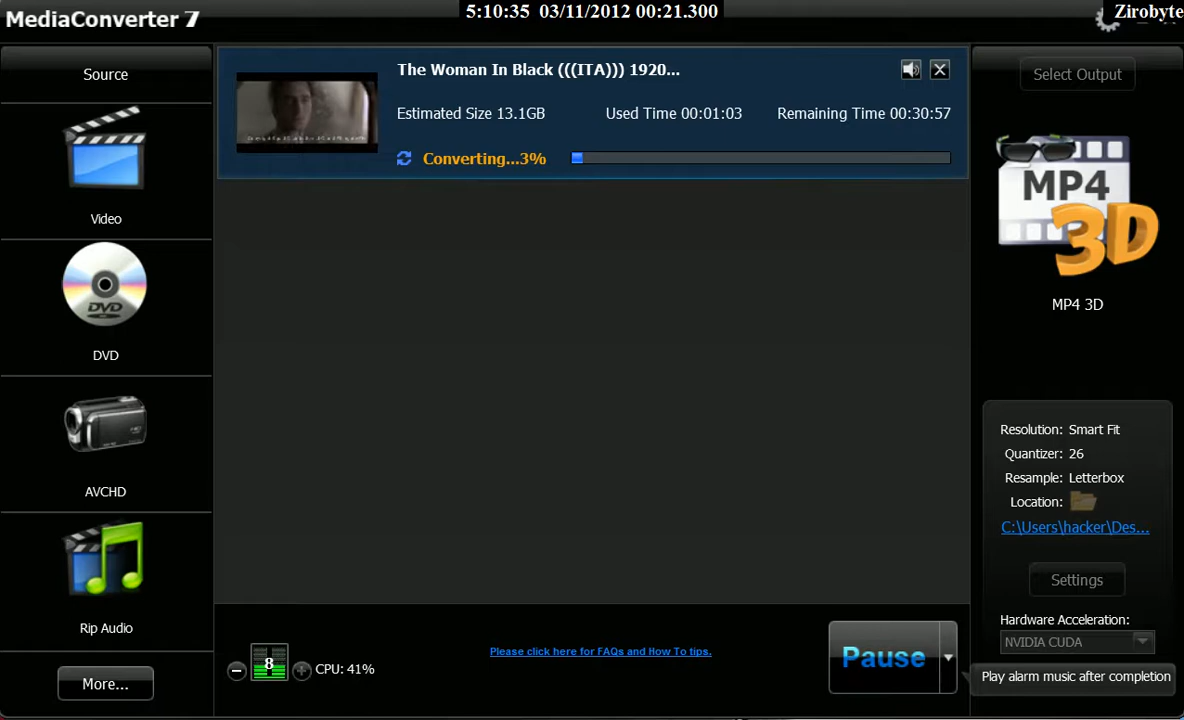 5:10:35 03/11/2012 00:21.300
Zirobyte
MediaConverter 7
Source
Video
DVD
DVD
AVCHD
Rip Audio
More...
The Woman In Black (((ITA))) 1920...
Estimated Size 13.1GB Used Time 00:01:03 Remaining Time 00:30:57
Converting...3%
8
CPU: 41%
Please click here for FAQs and How To tips.
Pause
Select Output
MP4
3D
MP4 3D
Resolution: Smart Fit
Quantizer: 26
Resample: Letterbox
Location:
C:\Users\hacker\Des...
Settings
Hardware Acceleration:
NVIDIA CUDA
Play alarm music after completion